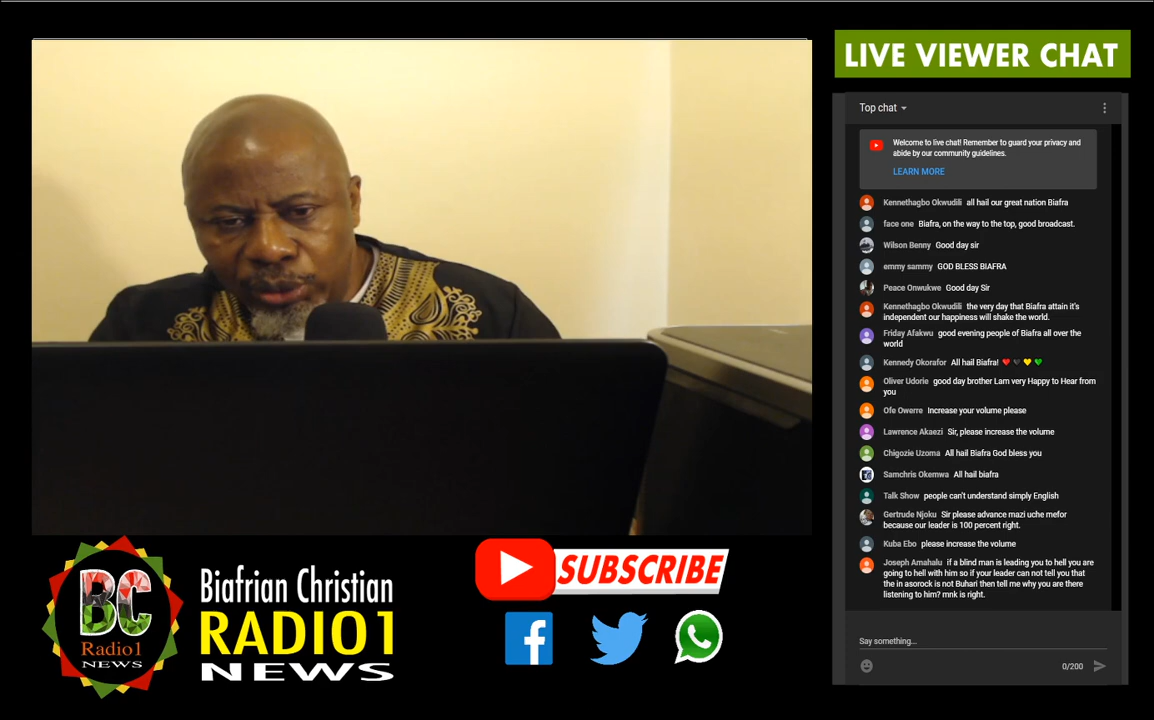 LIVE VIEWER CHAT
Top chat
Welcome to live chat! Remember to guard your privacy and
abide by our community guidelines.
LEARN MORE
Kennethagbo Okwudili all hail our great nation Biafra
face one Biafra, on the way to the top, good broadcast.
Wilson Benny Good day sir
emmy sammy GOD BLESS BIAFRA
Peace Onwukwe Good day Sir
Kennethagbo Okwudili the very day that Biafra attain it's
independent our happiness will shake the world.
Friday Afakwu good evening people of Biafra all over the
world
Kennedy Okorafor All hail Biafra! ❤️🖤💛💚
Oliver Udorie good day brother Lam very Happy to Hear from
you
Ofe Owerre Increase your volume please
Lawrence Akaezi Sir, please increase the volume
Chigozie Uzoma All hail Biafra God bless you
Samchris Okemwa All hail biafra
Talk Show people can't understand simply English
Gertrude Njoku Sir please advance mazi uche mefor
because our leader is 100 percent right.
Kuba Ebo please increase the volume
Joseph Amahalu if a blind man is leading you to hell you are
going to hell with him so if your leader can not tell you that
the in asorock is not Buhari then tell me why you are there
listening to him? mnk is right.
Say something...
0/200
BC
Radio1
NEWS
Biafrian Christian
RADIO1
NEWS
SUBSCRIBE